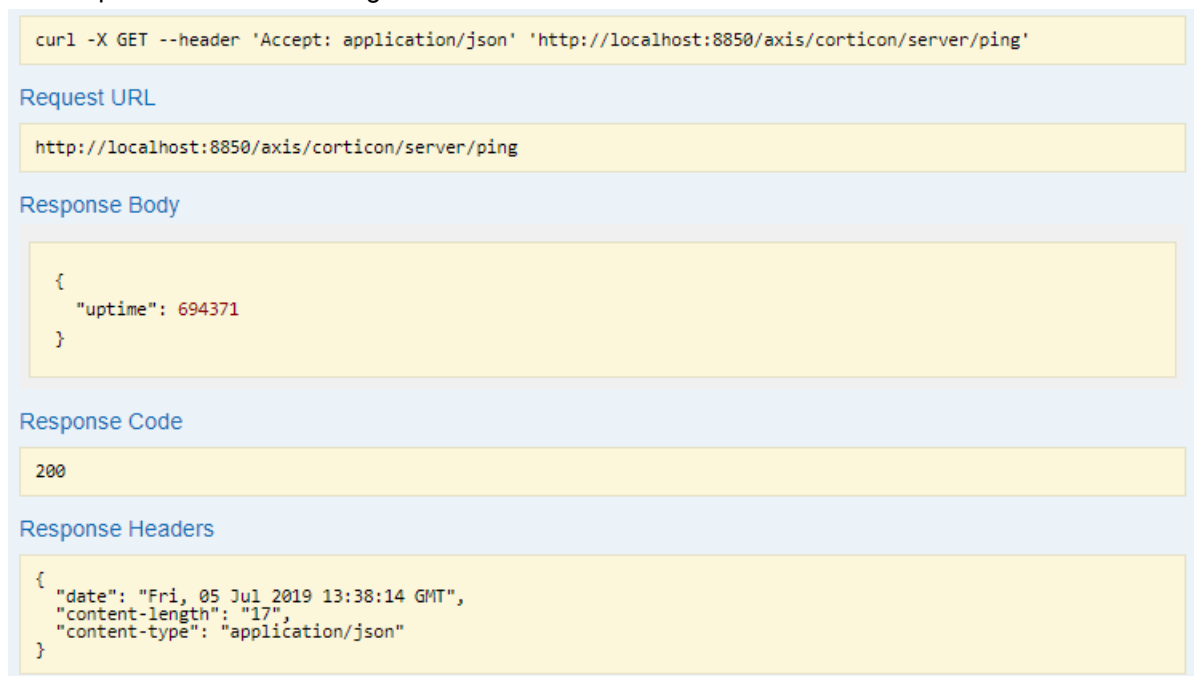 curl -X GET --header 'Accept: application/json' 'http://localhost:8850/axis/corticon/server/ping'
Request URL
http://localhost:8850/axis/corticon/server/ping
Response Body
{
"uptime": 694371
}
Response Code
200
Response Headers
{
"date": "Fri, 05 Jul 2019 13:38:14 GMT",
"content-length": "17",
"content-type": "application/json"
}